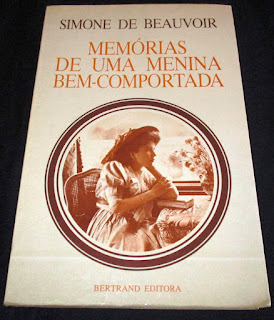 SIMONE DE BEAUVOIR
MEMÓRIAS
DE UMA MENINA
BEM-COMPORTADA
BERTRAND EDITORA